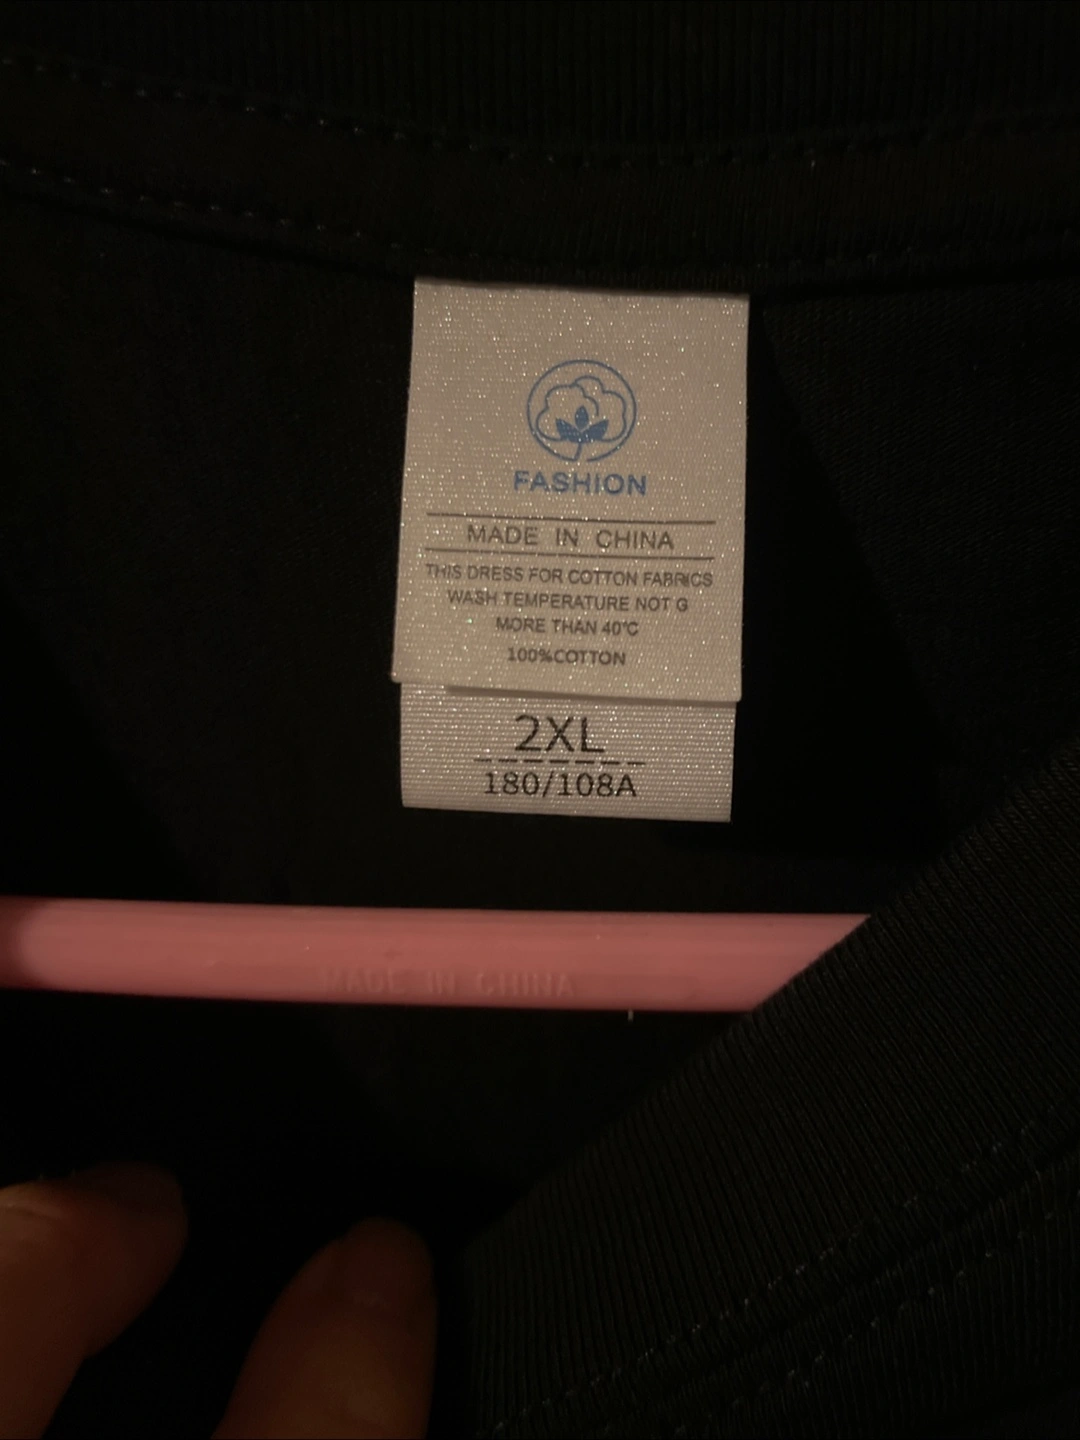 FASHION
MADE IN CHINA
THIS DRESS FOR COTTON FABRICS
WASH TEMPERATURE NOT G
MORE THAN 40℃
100%COTTON
2XL
180/108A
MADE IN CHINA